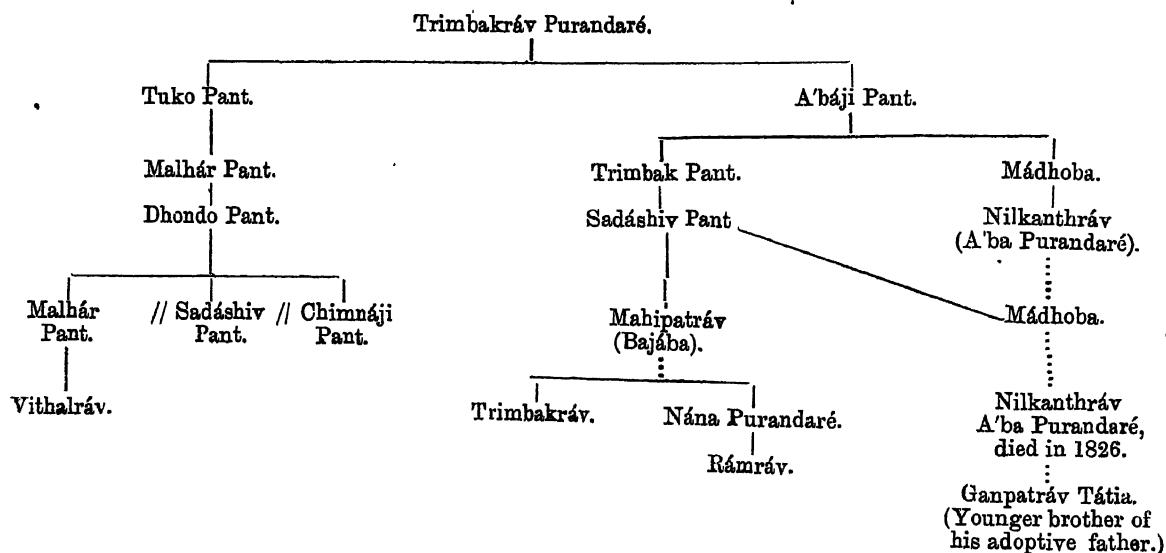 Trimbakráv Purandaré.
Tuko Pant.
A'báji Pant.
Malhár Pant.
Trimbak Pant.
Mádhoba.
Dhondo Pant.
Sadáshiv Pant
Nilkanthráv
(A'ba Purandaré).
Malhár
Pant.
// Sadáshiv
Pant.
// Chimnáji
Pant.
Mahipatráv
(Bajába).
Mádhoba.
Vithalráv.
Trimbakráv.
Nána Purandaré.
Nilkanthráv
A'ba Purandaré,
died in 1826.
Rámráv.
Ganpatráv Tátia.
(Younger brother of
his adoptive father.)